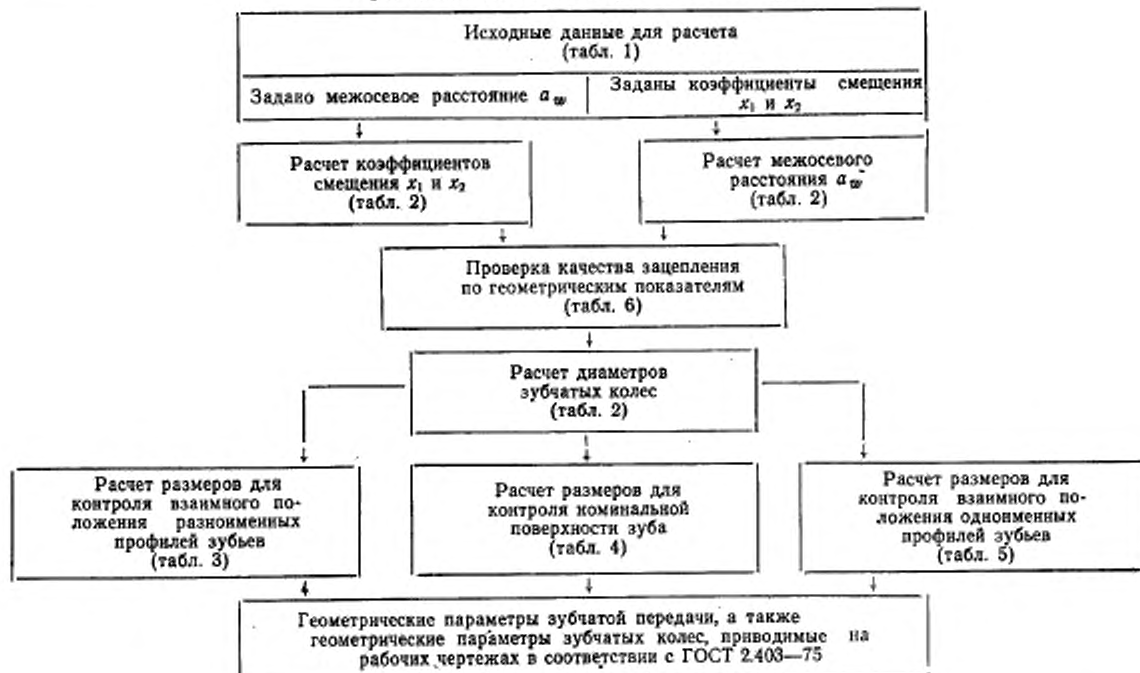 Исходные данные для расчета
(табл. 1)
Задано межосевое расстояние a_w
Заданы коэффициенты смещения
x₁ и x₂
Расчет коэффициентов
смещения x₁ и x₂
(табл. 2)
Расчет межосевого
расстояния a_w
(табл. 2)
Проверка качества зацепления
по геометрическим показателям
(табл. 6)
Расчет диаметров
зубчатых колес
(табл. 2)
Расчет размеров для
контроля взаимного по-
ложения разноименных
профилей зубьев
(табл. 3)
Расчет размеров для
контроля номинальной
поверхности зуба
(табл. 4)
Расчет размеров для
контроля взаимного по-
ложения одноименных
профилей зубьев
(табл. 5)
Геометрические параметры зубчатой передачи, а также
геометрические параметры зубчатых колес, приводимые на
рабочих чертежах в соответствии с ГОСТ 2.403—75